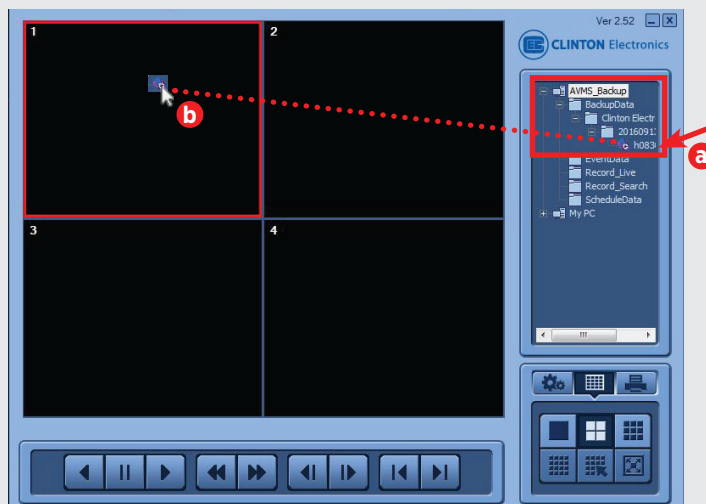 Ver 2.52
CLINTON Electronics
1
2
b
3
4
AVMS_Backup
BackupData
Clinton Electr
2016091
h083
a
EventData
Record_Live
Record_Search
ScheduleData
My PC